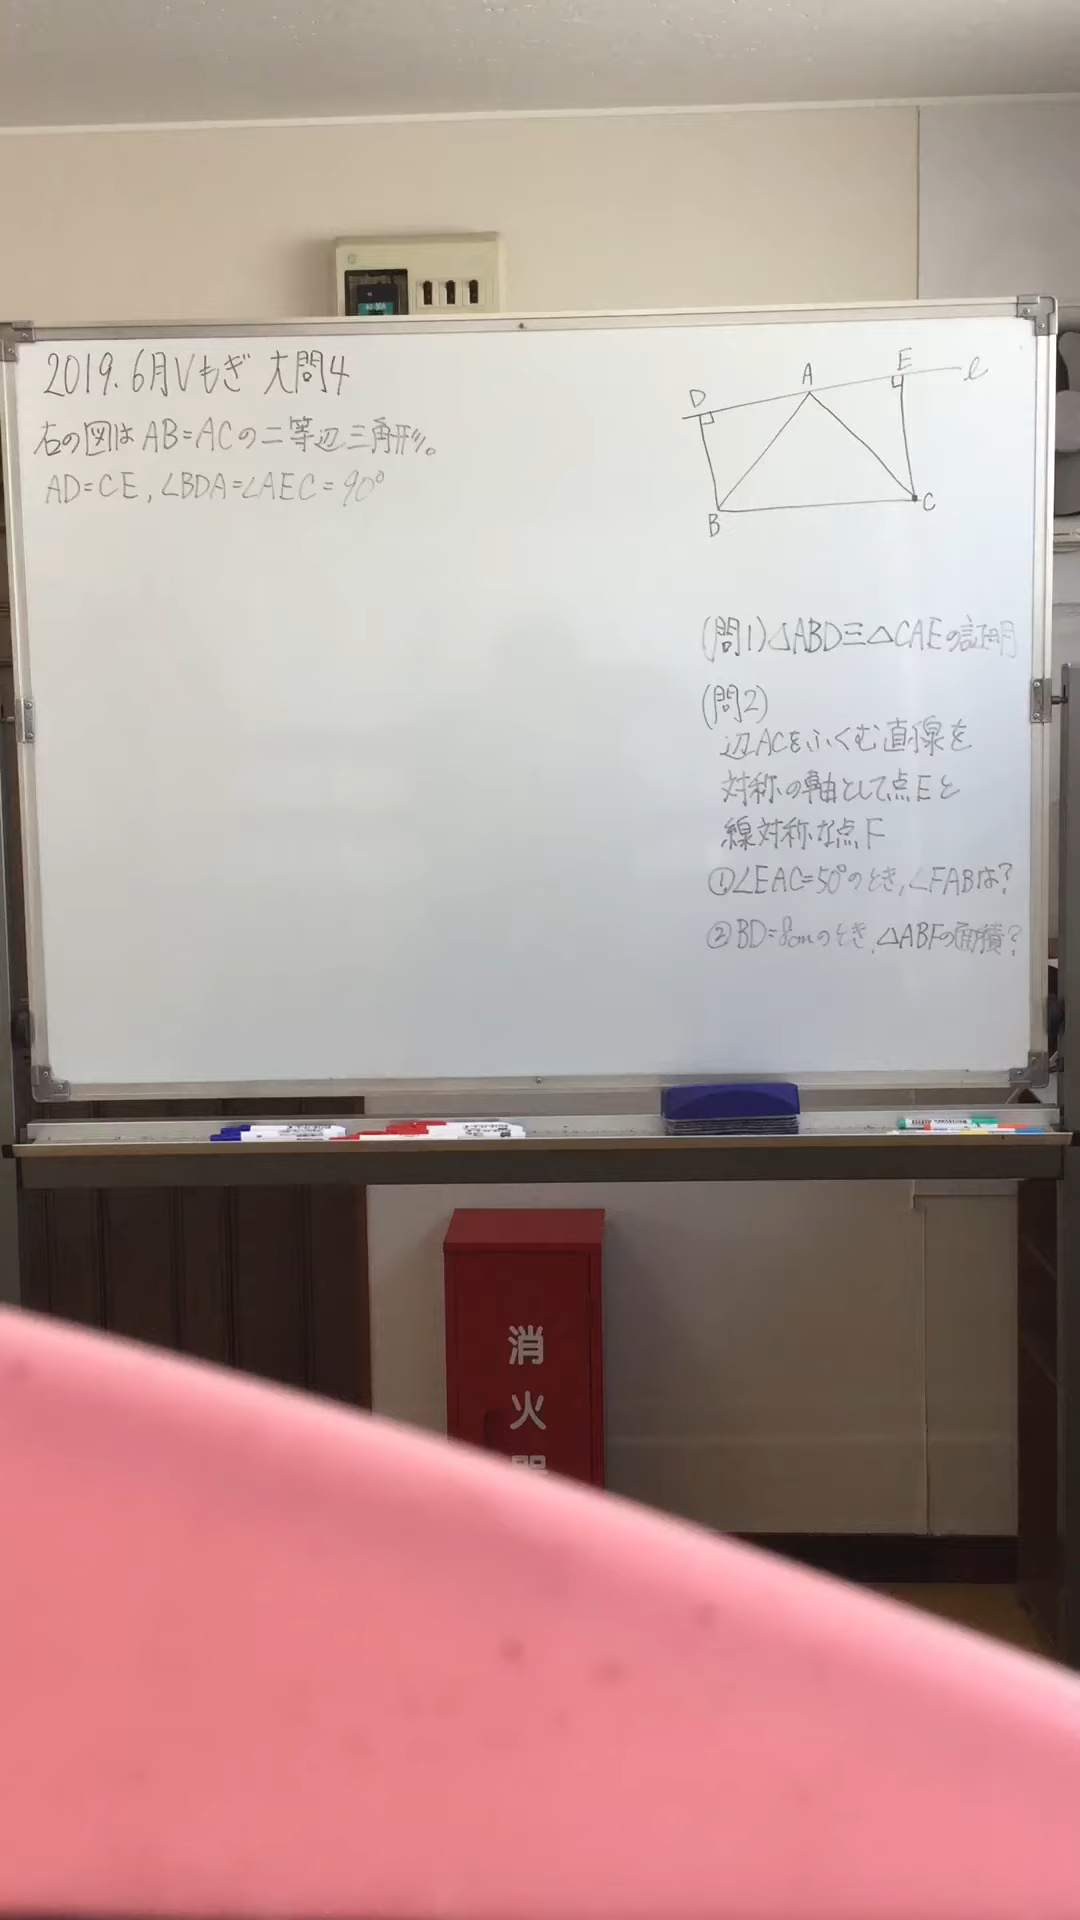 2019.6月Vもぎ 大問4
右の図は AB=ACの二等辺三角形。
AD=CE, ∠BDA=∠AEC=90°
D
A
E
ℓ
B
C
(問1)△ABD≡△CAEの証明
(問2)
辺ACをふくむ直線を
対称の軸として点Eと
線対称な点F
①∠EAC=50°のとき,∠FABは?
②BD=8cmのとき,△ABFの面積?
消
火